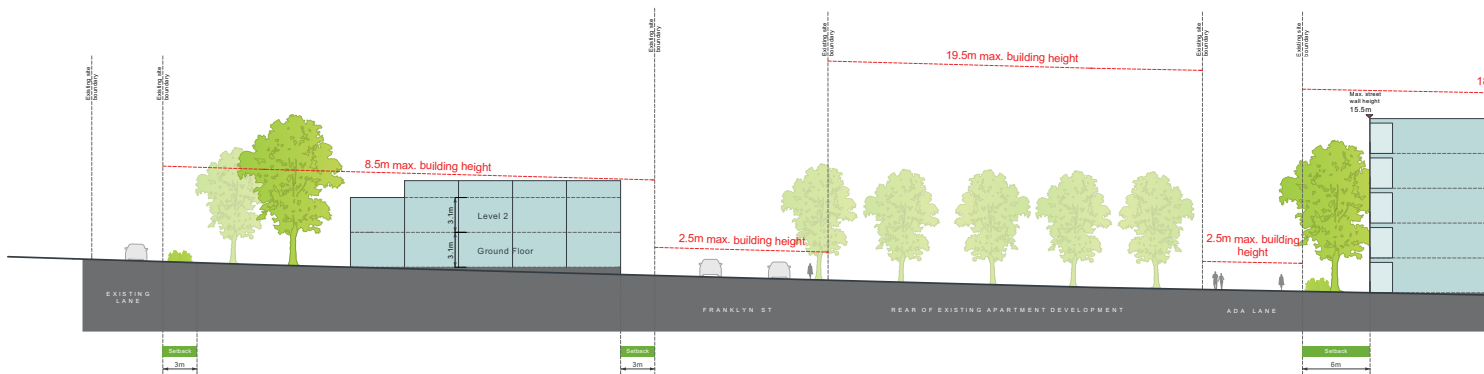 Existing site
boundary
Existing site
boundary
Existing site
boundary
Existing site
boundary
Existing site
boundary
Existing site
boundary
19.5m max. building height
18
Max. street
wall height
15.5m
8.5m max. building height
3.1m
Level 2
3.1m
Ground Floor
2.5m max. building height
2.5m max. building
height
EXISTING
LANE
FRANKLYN ST
REAR OF EXISTING APARTMENT DEVELOPMENT
ADA LANE
Setback
3m
Setback
3m
Setback
6m